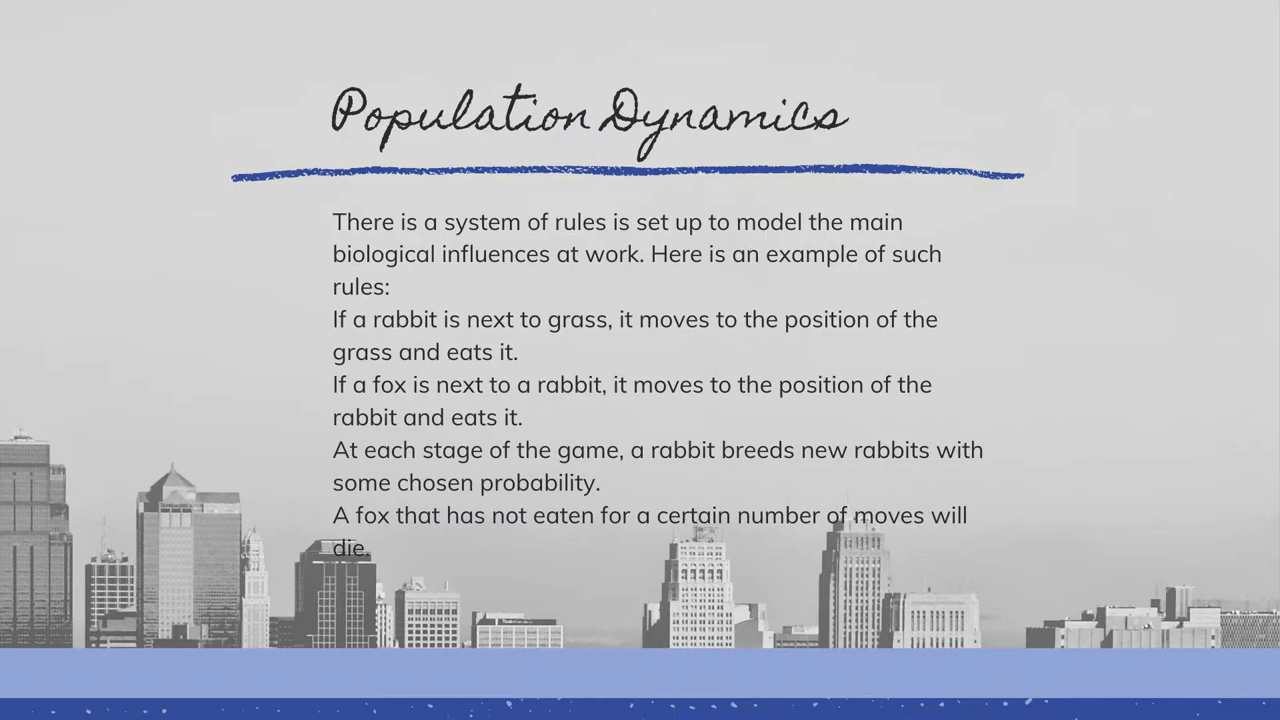 Population Dynamics
There is a system of rules is set up to model the main
biological influences at work. Here is an example of such
rules:
If a rabbit is next to grass, it moves to the position of the
grass and eats it.
If a fox is next to a rabbit, it moves to the position of the
rabbit and eats it.
At each stage of the game, a rabbit breeds new rabbits with
some chosen probability.
A fox that has not eaten for a certain number of moves will
die.